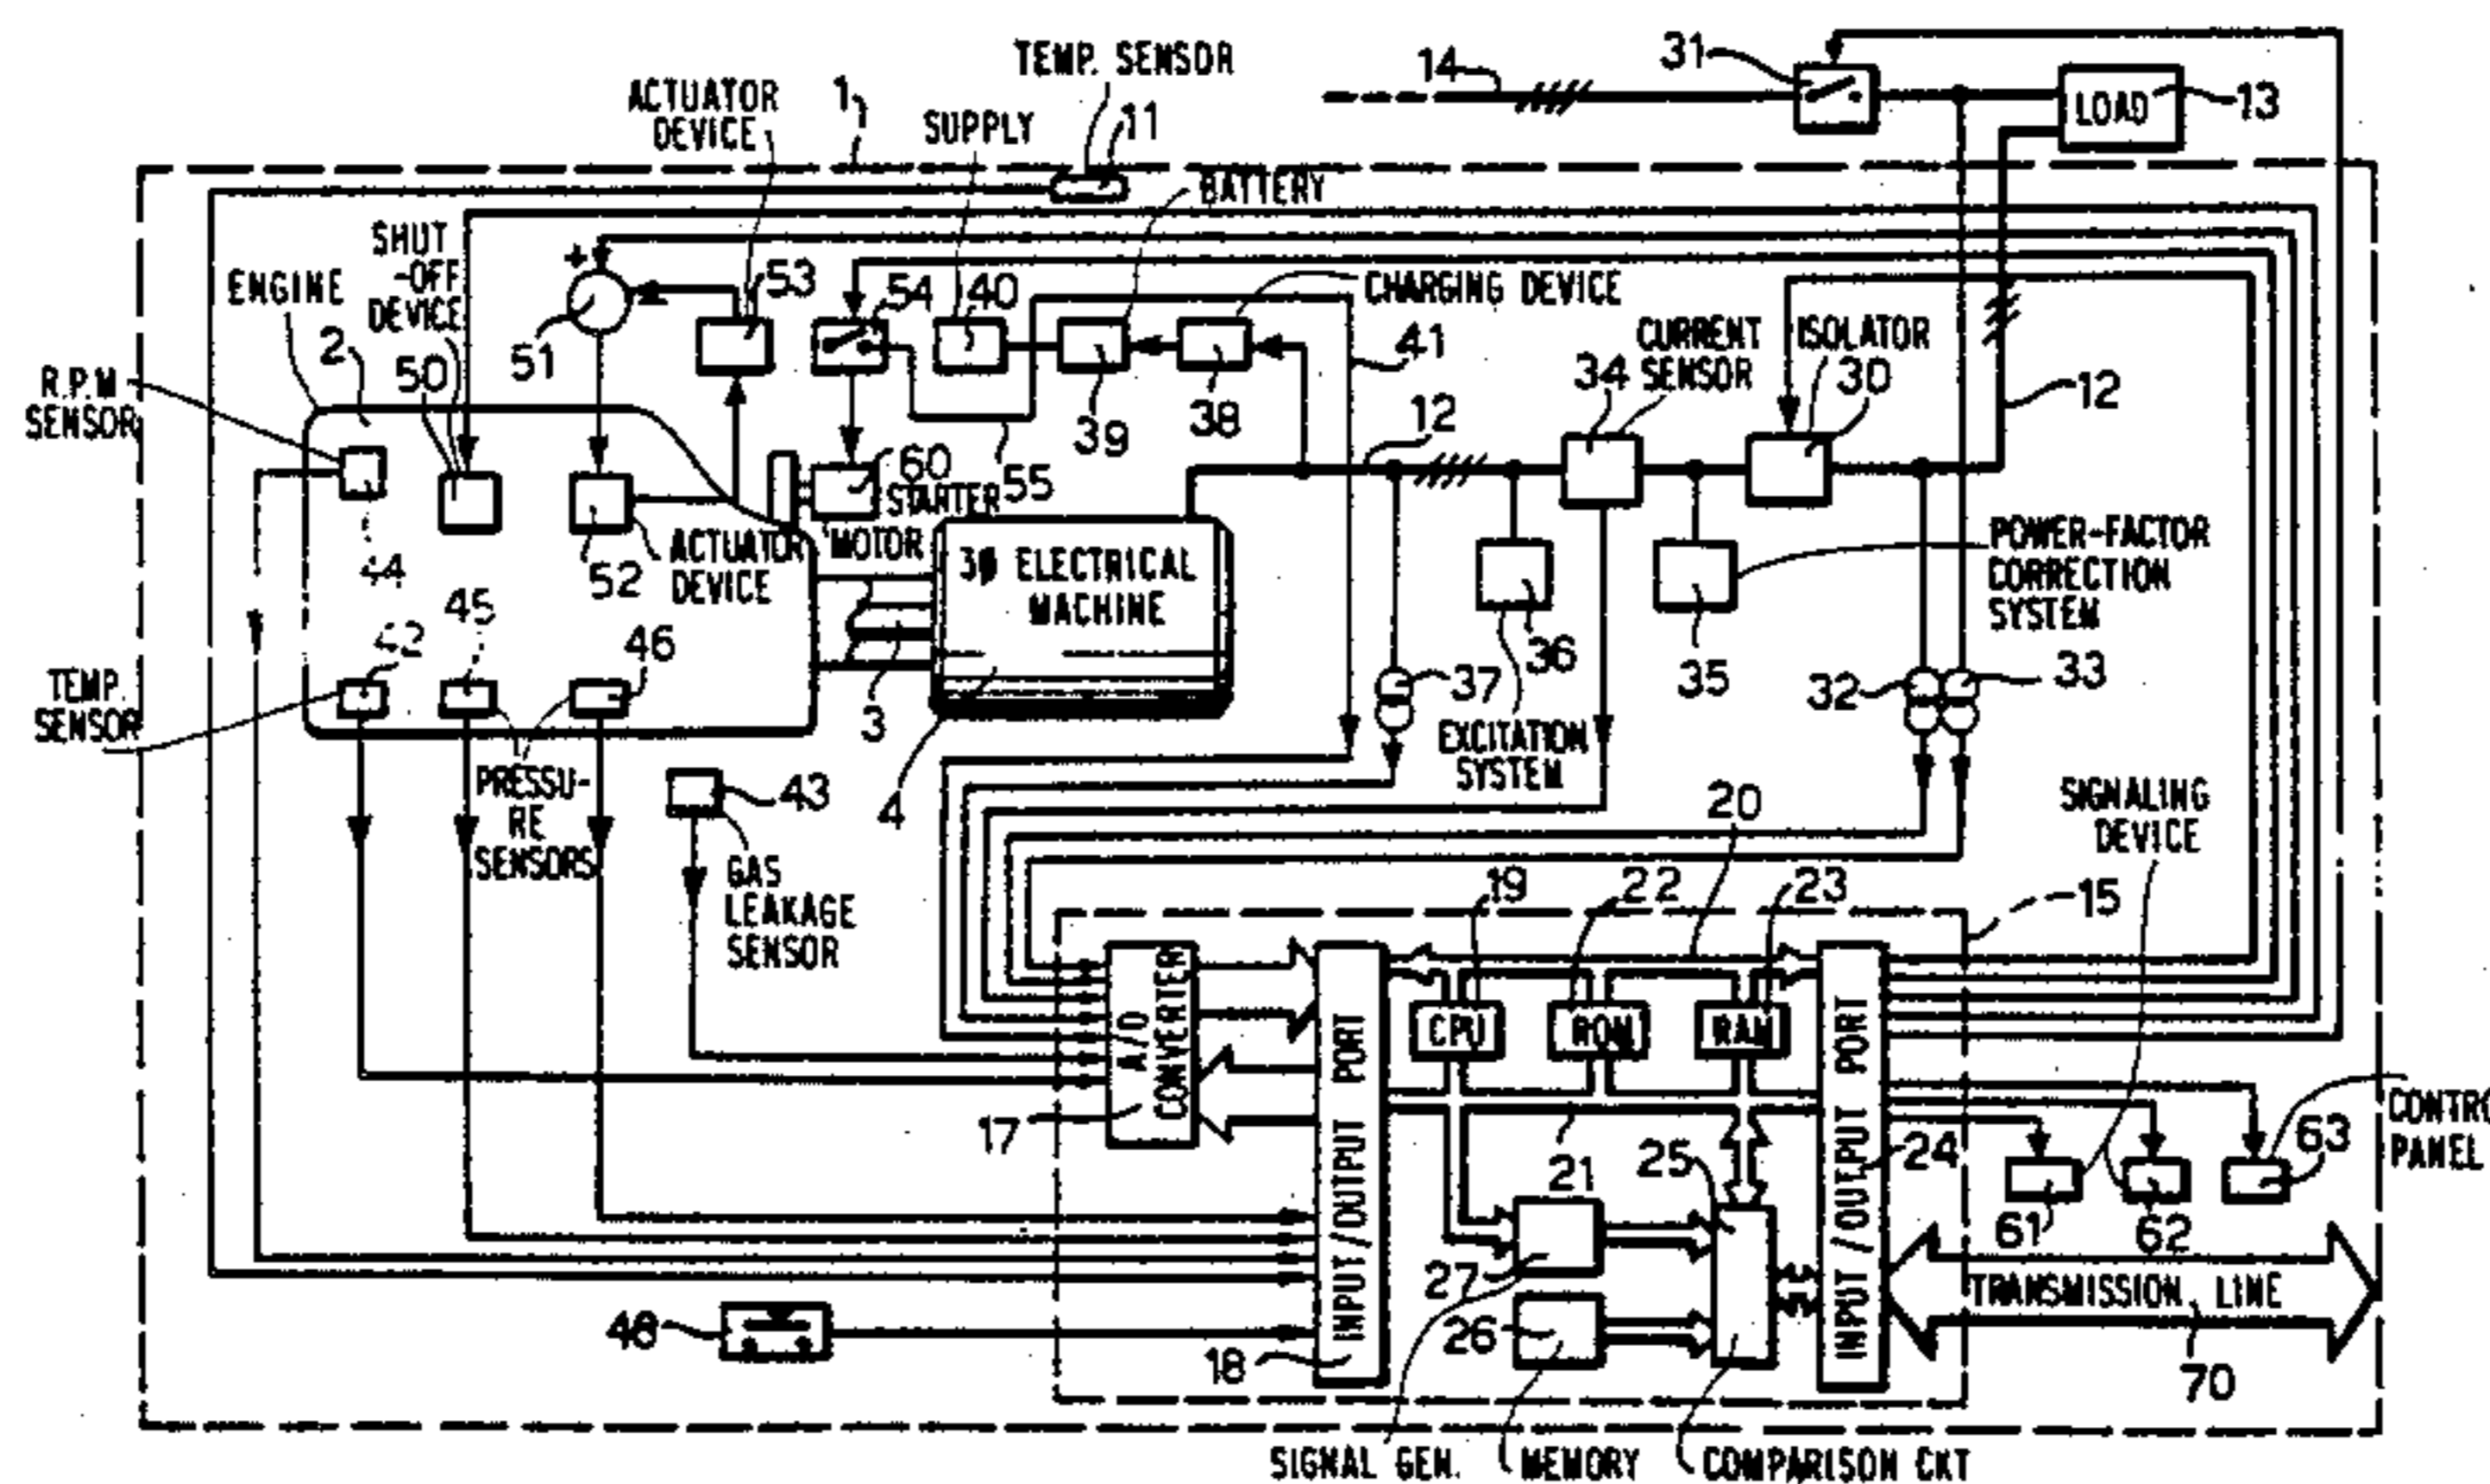 TEMP. SENSOR
11
1
ACTUATOR
DEVICE
SUPPLY
14
31
LOAD
13
BATTERY
SHUT
-OFF
DEVICE
ENGINE
2
50
+
51
53
54
40
39
38
CHARGING DEVICE
41
12
34
CURRENT
SENSOR
ISOLATOR
30
12
R.P.M
SENSOR
44
52
ACTUATOR
DEVICE
60
STARTER
MOTOR
55
3Ø ELECTRICAL
MACHINE
3
4
36
EXCITATION
SYSTEM
35
POWER-FACTOR
CORRECTION
SYSTEM
37
32
33
TEMP.
SENSOR
42
45
46
PRESSU-
RE
SENSORS
43
GAS
LEAKAGE
SENSOR
20
SIGNALING
DEVICE
15
19
22
23
A/D
CONVERTER
17
CPU
ROM
RAM
INPUT/OUTPUT PORT
18
21
25
27
26
INPUT/OUTPUT PORT
24
61
62
63
CONTRO
PANEL
TRANSMISSION LINE
70
48
SIGNAL GEN.
MEMORY
COMPARISON CKT